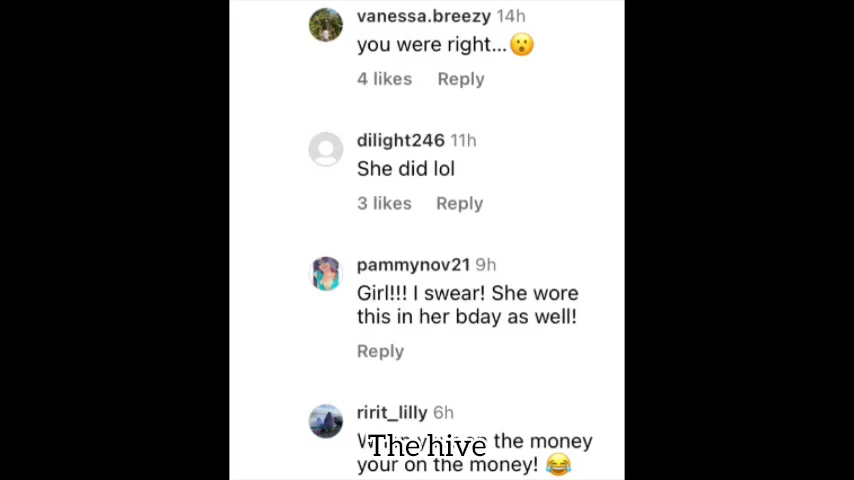 vanessa.breezy 14h
you were right...😮
4 likes Reply
dilight246 11h
She did lol
3 likes Reply
pammynov21 9h
Girl!!! I swear! She wore
this in her bday as well!
Reply
ririt_lilly 6h
on the money
your on the money! 😂
The hive